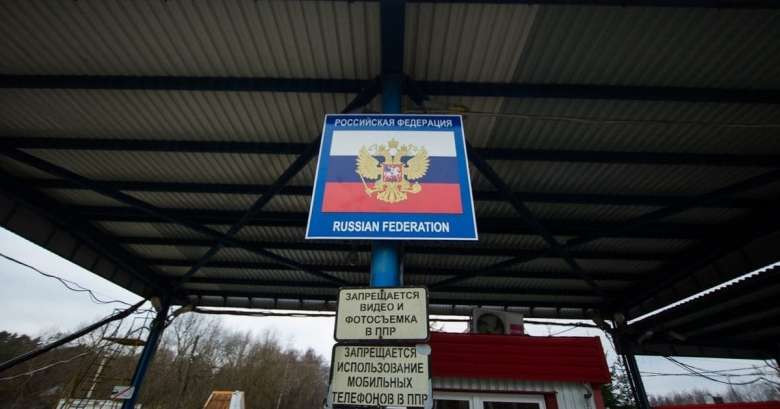 РОССИЙСКАЯ ФЕДЕРАЦИЯ
RUSSIAN FEDERATION
ЗАПРЕЩАЕТСЯ
ВИДЕО И
ФОТОСЪЕМКА
В ППР
ЗАПРЕЩАЕТСЯ
ИСПОЛЬЗОВАНИЕ
МОБИЛЬНЫХ
ТЕЛЕФОНОВ В ППР